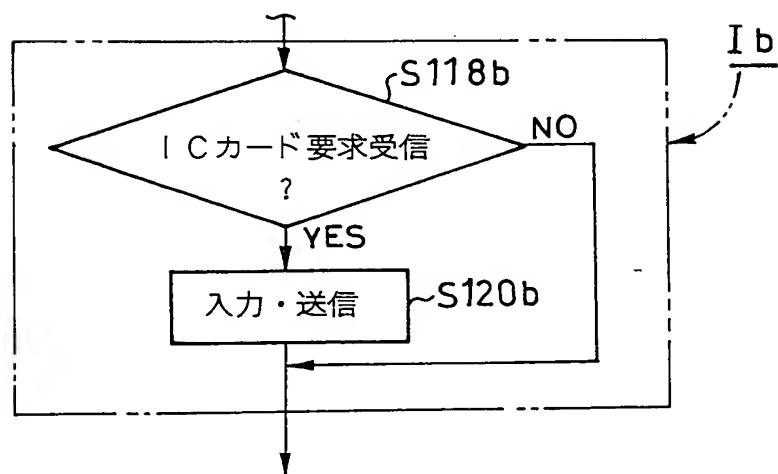 Ib
S118b
ICカード要求受信
?
NO
YES
入力・送信
S120b